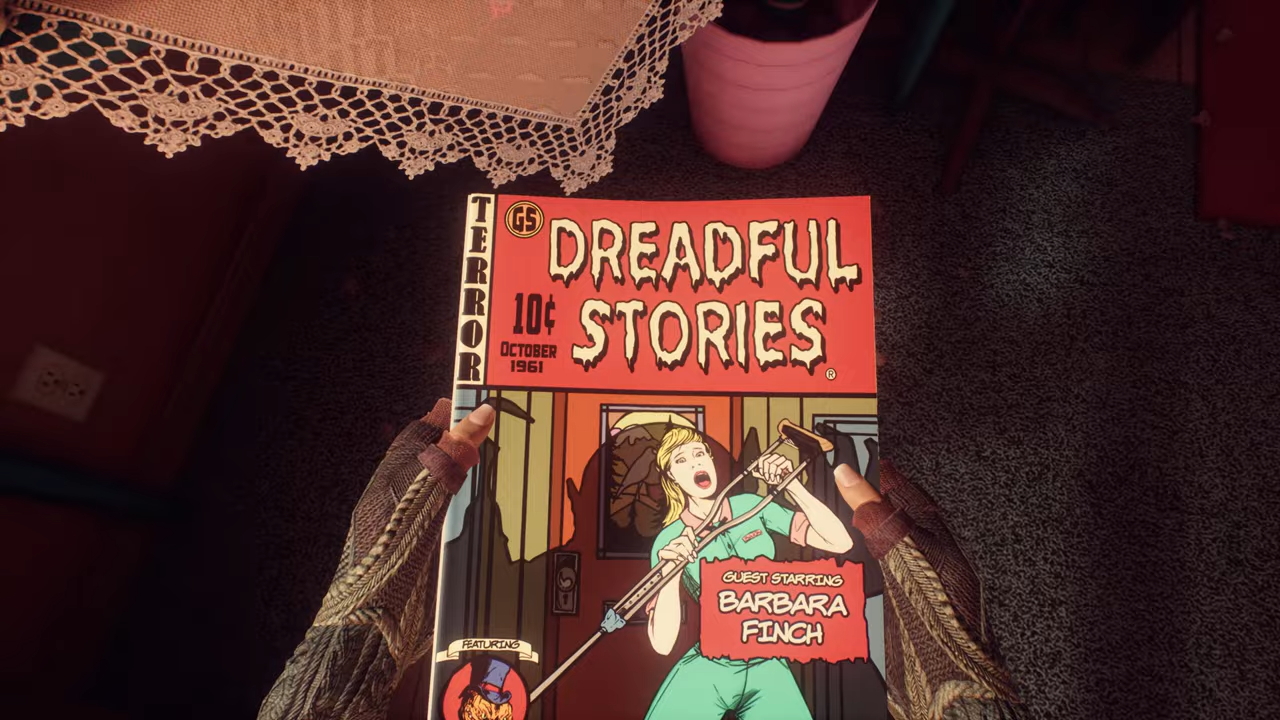 TERROR
GS
DREADFUL
STORIES
®
10¢
OCTOBER
1961
GUEST STARRING
BARBARA
FINCH
FEATURING